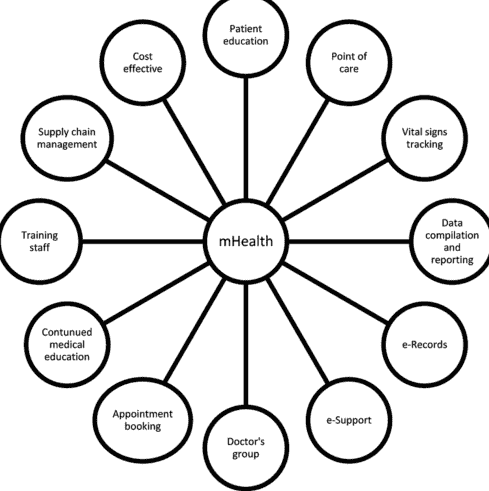 Patient
education
Point of
care
Vital signs
tracking
Data
compilation
and
reporting
e-Records
e-Support
Doctor's
group
Appointment
booking
Contunued
medical
education
Training
staff
Supply chain
management
Cost
effective
mHealth